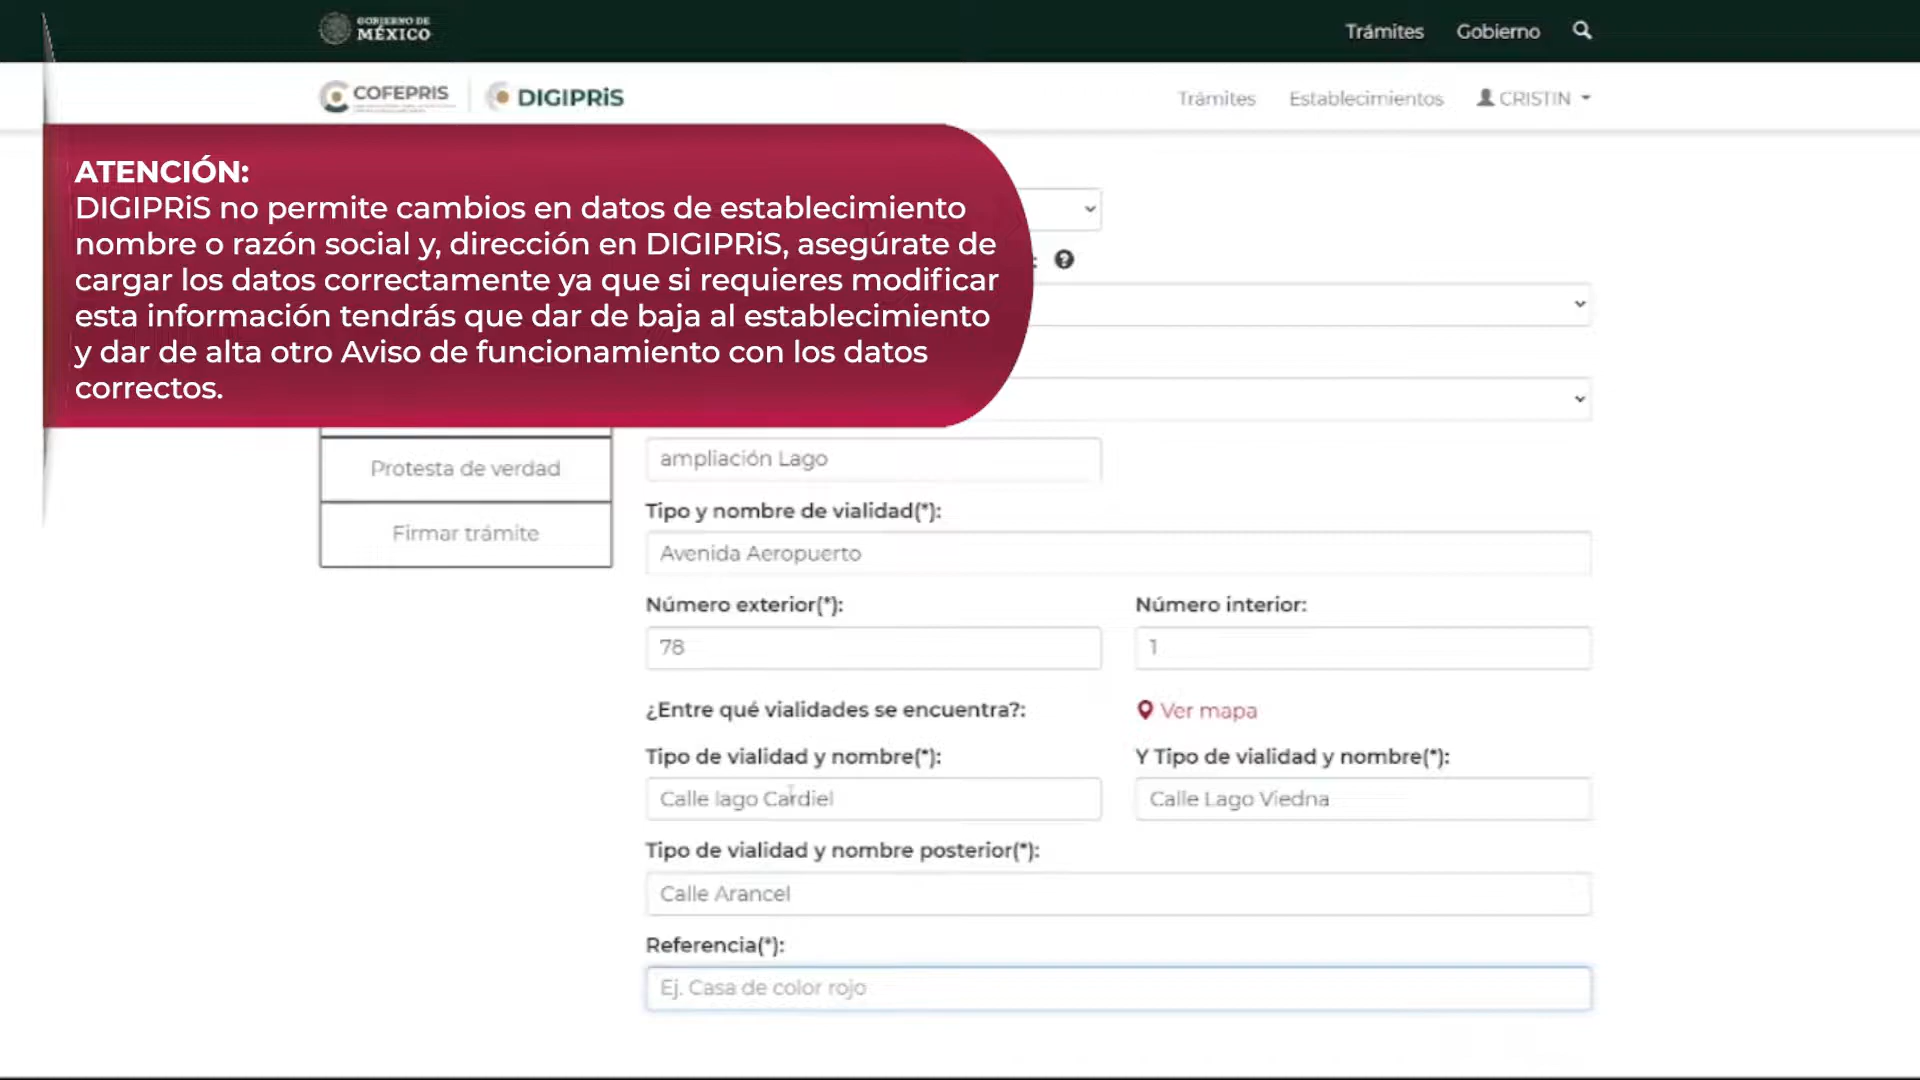 GOBIERNO DE
MÉXICO
Trámites
Gobierno
COFEPRIS
DIGIPRiS
Trámites
Establecimientos
CRISTIN
ATENCIÓN:
DIGIPRiS no permite cambios en datos de establecimiento
nombre o razón social y, dirección en DIGIPRiS, asegúrate de
cargar los datos correctamente ya que si requieres modificar
esta información tendrás que dar de baja al establecimiento
y dar de alta otro Aviso de funcionamiento con los datos
correctos.
Protesta de verdad
Firmar trámite
ampliación Lago
Tipo y nombre de vialidad(*):
Avenida Aeropuerto
Número exterior(*):
Número interior:
78
1
¿Entre qué vialidades se encuentra?:
Ver mapa
Tipo de vialidad y nombre(*):
Y Tipo de vialidad y nombre(*):
Calle lago Cardiel
Calle Lago Viedna
Tipo de vialidad y nombre posterior(*):
Calle Arancel
Referencia(*):
Ej. Casa de color rojo